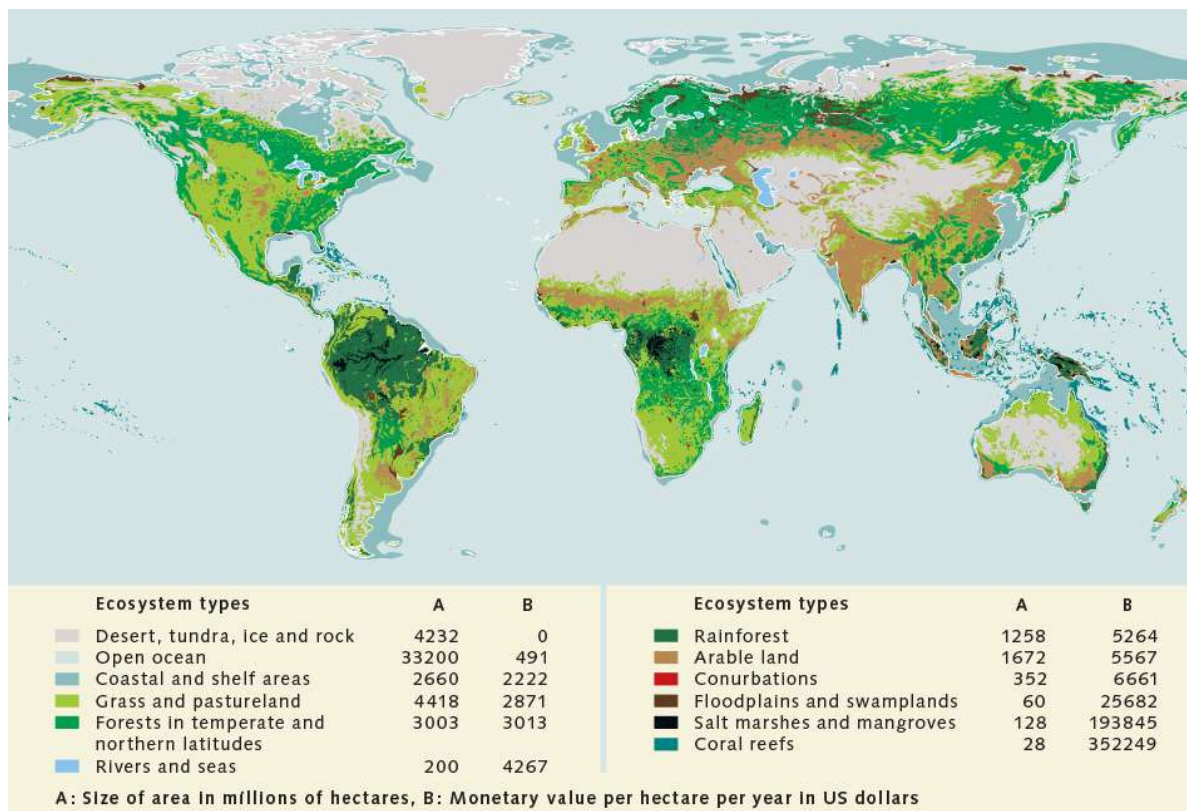 Ecosystem types A B
Desert, tundra, ice and rock 4232 0
Open ocean 33200 491
Coastal and shelf areas 2660 2222
Grass and pastureland 4418 2871
Forests in temperate and 3003 3013
northern latitudes
Rivers and seas 200 4267
Ecosystem types A B
Rainforest 1258 5264
Arable land 1672 5567
Conurbations 352 6661
Floodplains and swamplands 60 25682
Salt marshes and mangroves 128 193845
Coral reefs 28 352249
A: Size of area in millions of hectares, B: Monetary value per hectare per year in US dollars